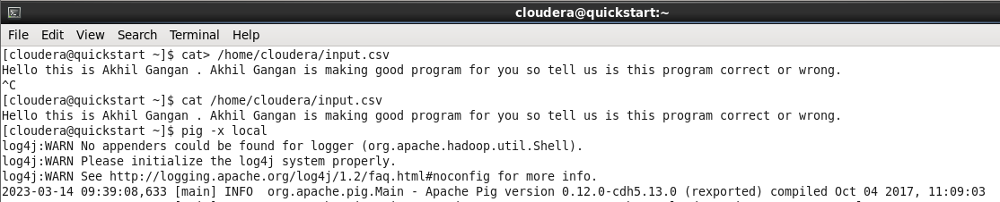 cloudera@quickstart:~
File Edit View Search Terminal Help
[cloudera@quickstart ~]$ cat> /home/cloudera/input.csv
Hello this is Akhil Gangan . Akhil Gangan is making good program for you so tell us is this program correct or wrong.
^C
[cloudera@quickstart ~]$ cat /home/cloudera/input.csv
Hello this is Akhil Gangan . Akhil Gangan is making good program for you so tell us is this program correct or wrong.
[cloudera@quickstart ~]$ pig -x local
log4j:WARN No appenders could be found for logger (org.apache.hadoop.util.Shell).
log4j:WARN Please initialize the log4j system properly.
log4j:WARN See http://logging.apache.org/log4j/1.2/faq.html#noconfig for more info.
2023-03-14 09:39:08,633 [main] INFO  org.apache.pig.Main - Apache Pig version 0.12.0-cdh5.13.0 (rexported) compiled Oct 04 2017, 11:09:03